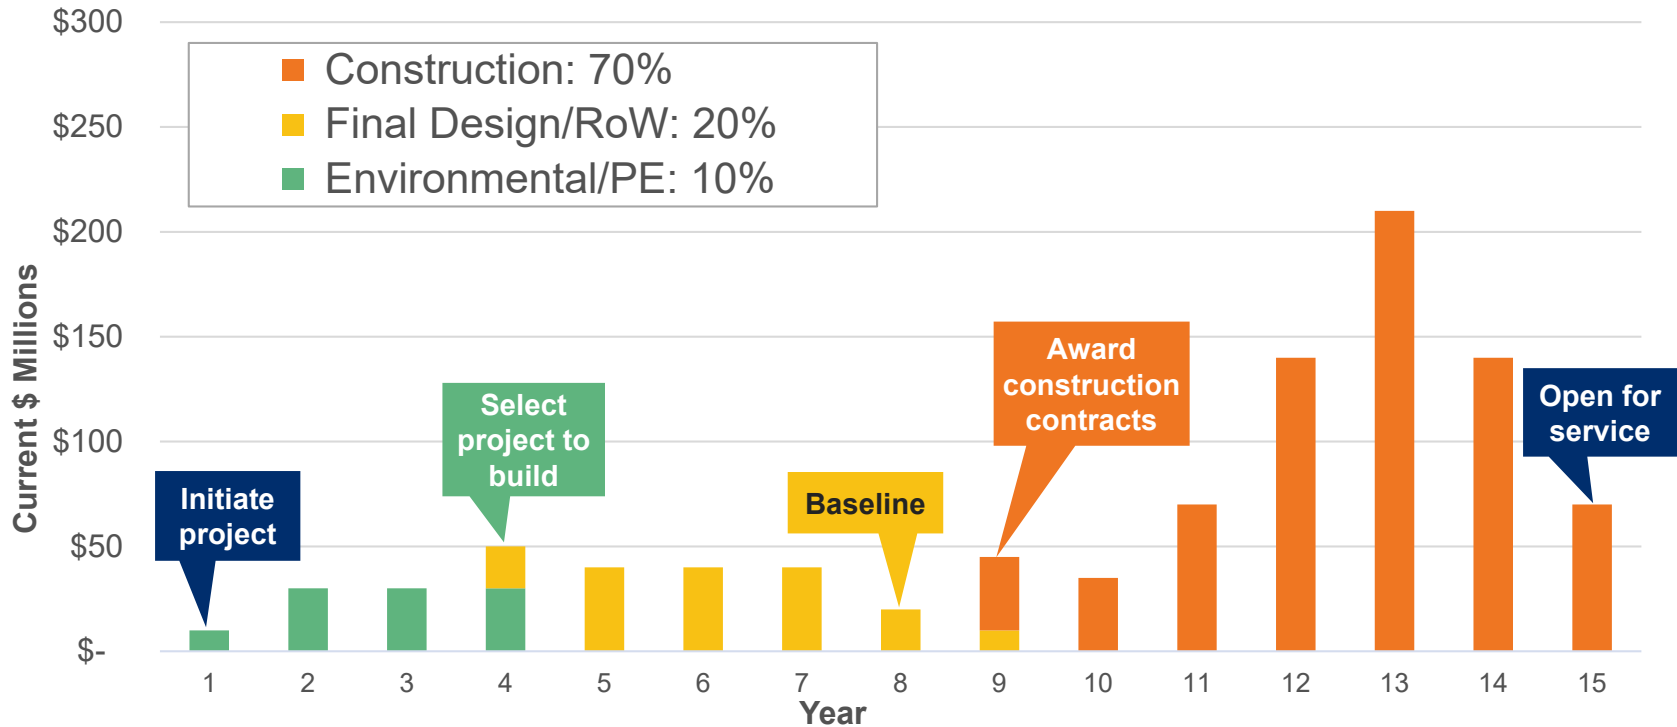 $300
$250
$200
$150
$100
$50
$-
Current $ Millions
Construction: 70%
Final Design/RoW: 20%
Environmental/PE: 10%
Initiate
project
Select
project to
build
Baseline
Award
construction
contracts
Open for
service
1 2 3 4 5 6 7 8 9 10 11 12 13 14 15
Year